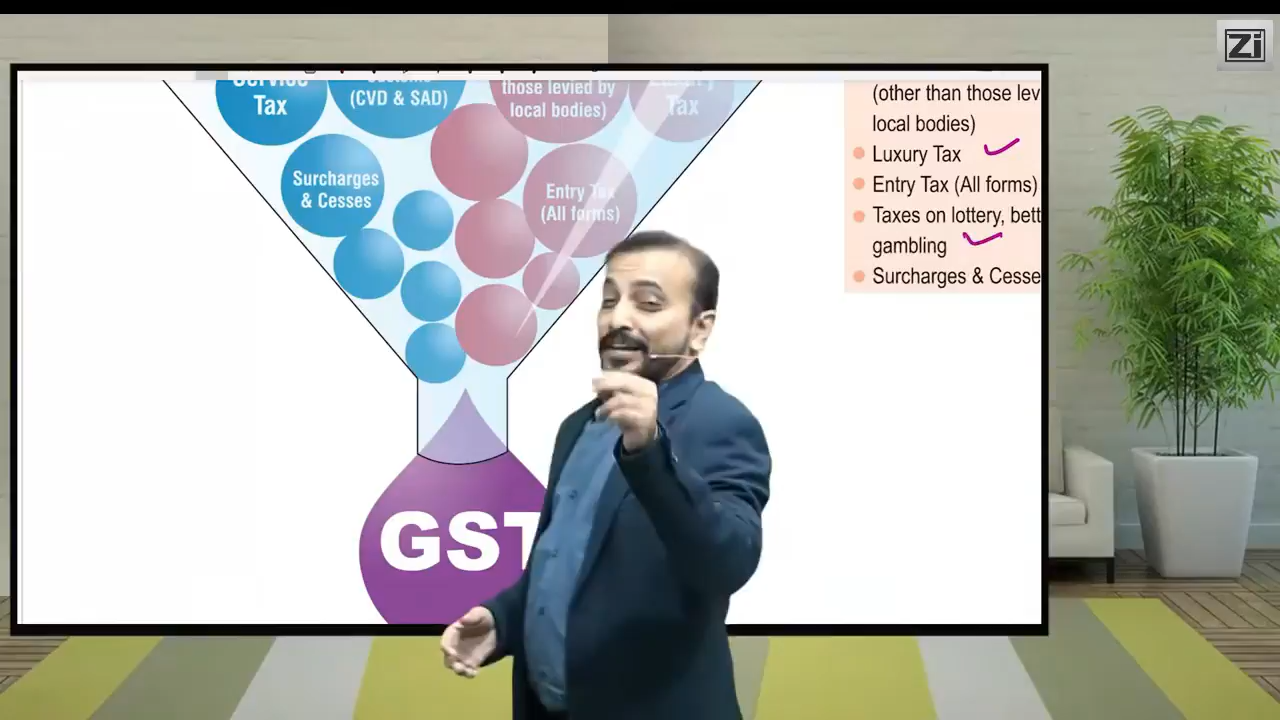 Zi
Service
Tax
(CVD & SAD)
those levied by
local bodies)
Luxury
Tax
Surcharges
& Cesses
Entry Tax
(All forms)
GST
(other than those lev
local bodies)
Luxury Tax
Entry Tax (All forms)
Taxes on lottery, bett
gambling
Surcharges & Cesse